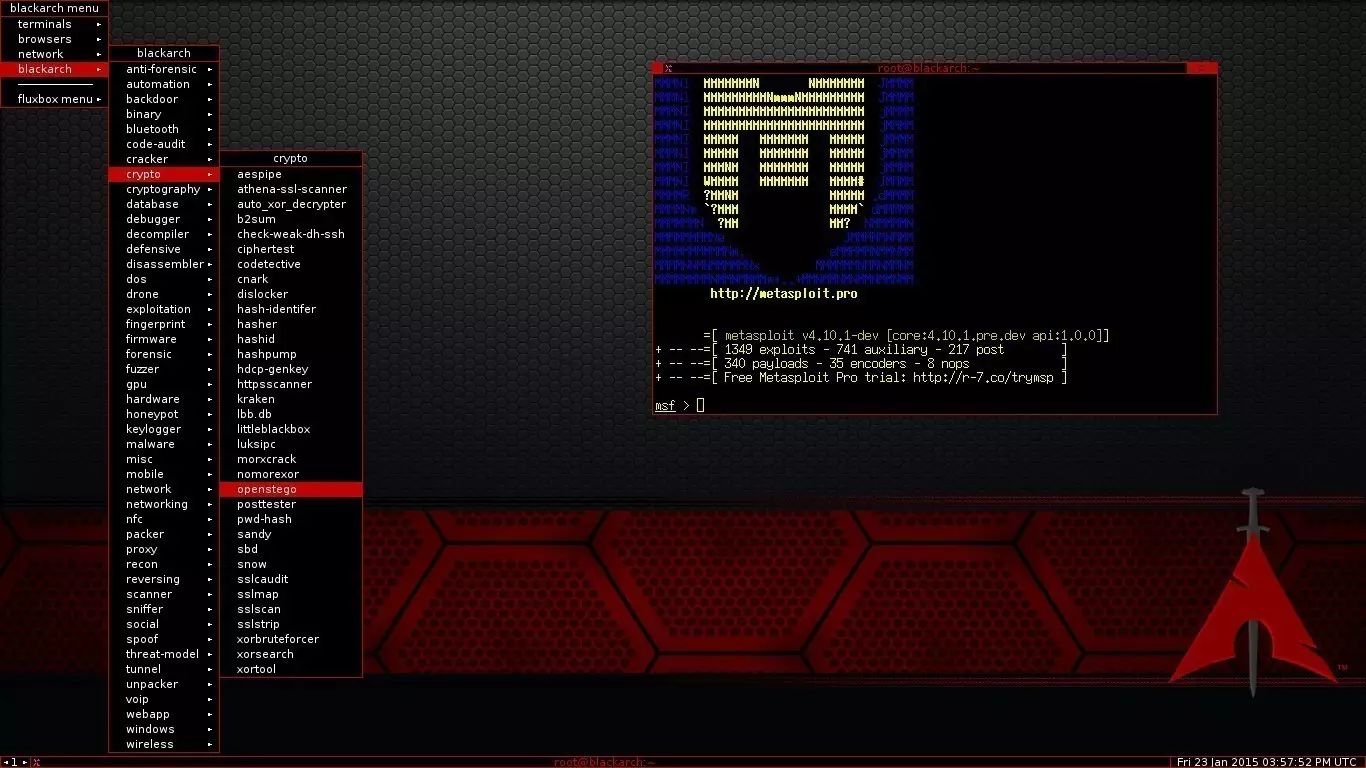 blackarch menu
terminals
browsers
network
blackarch
fluxbox menu
blackarch
anti-forensic
automation
backdoor
binary
bluetooth
code-audit
cracker
crypto
cryptography
database
debugger
decompiler
defensive
disassembler
dos
drone
exploitation
fingerprint
firmware
forensic
fuzzer
gpu
hardware
honeypot
keylogger
malware
misc
mobile
network
networking
nfc
packer
proxy
recon
reversing
scanner
sniffer
social
spoof
threat-model
tunnel
unpacker
voip
webapp
windows
wireless
crypto
aespipe
athena-ssl-scanner
auto_xor_decrypter
b2sum
check-weak-dh-ssh
ciphertest
codetective
cnark
dislocker
hash-identifer
hasher
hashid
hashpump
hdcp-genkey
httpsscanner
kraken
lbb.db
littleblackbox
luksipc
morxcrack
nomorexor
openstego
posttester
pwd-hash
sandy
sbd
snow
sslcaudit
sslmap
sslscan
sslstrip
xorbruteforcer
xorsearch
xortool
root@blackarch:~
http://metasploit.pro
=[ metasploit v4.10.1-dev [core:4.10.1.pre.dev api:1.0.0]]
+ -- --=[ 1349 exploits - 741 auxiliary - 217 post ]
+ -- --=[ 340 payloads - 35 encoders - 8 nops ]
+ -- --=[ Free Metasploit Pro trial: http://r-7.co/trymsp ]
msf >
TM
1
root@blackarch:~
Fri 23 Jan 2015 03:57:52 PM UTC